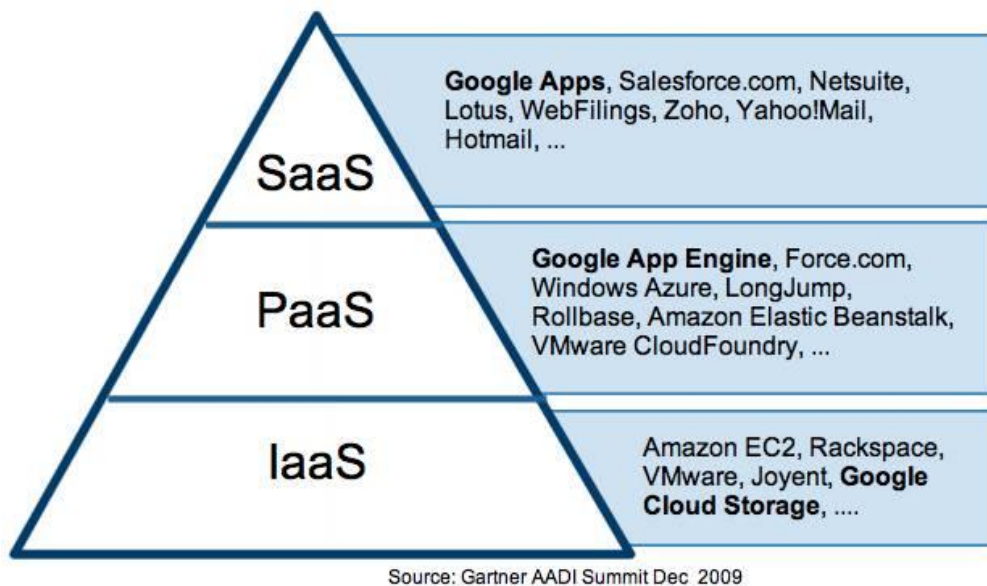 Google Apps, Salesforce.com, Netsuite,
Lotus, WebFilings, Zoho, Yahoo!Mail,
Hotmail, ...
SaaS
Google App Engine, Force.com,
Windows Azure, LongJump,
Rollbase, Amazon Elastic Beanstalk,
VMware CloudFoundry, ...
PaaS
Amazon EC2, Rackspace,
VMware, Joyent, Google
Cloud Storage, ....
IaaS
Source: Gartner AADI Summit Dec 2009